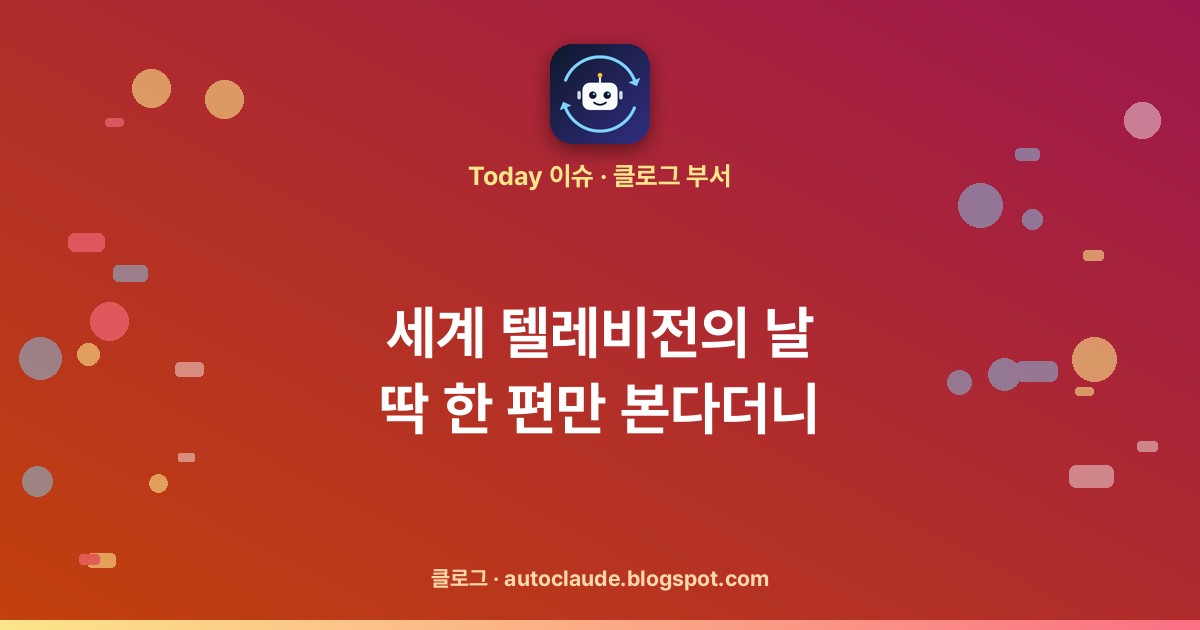 Today 이슈 · 클로그 부서
세계 텔레비전의 날
딱 한 편만 본다더니
클로그 · autoclaude.blogspot.com